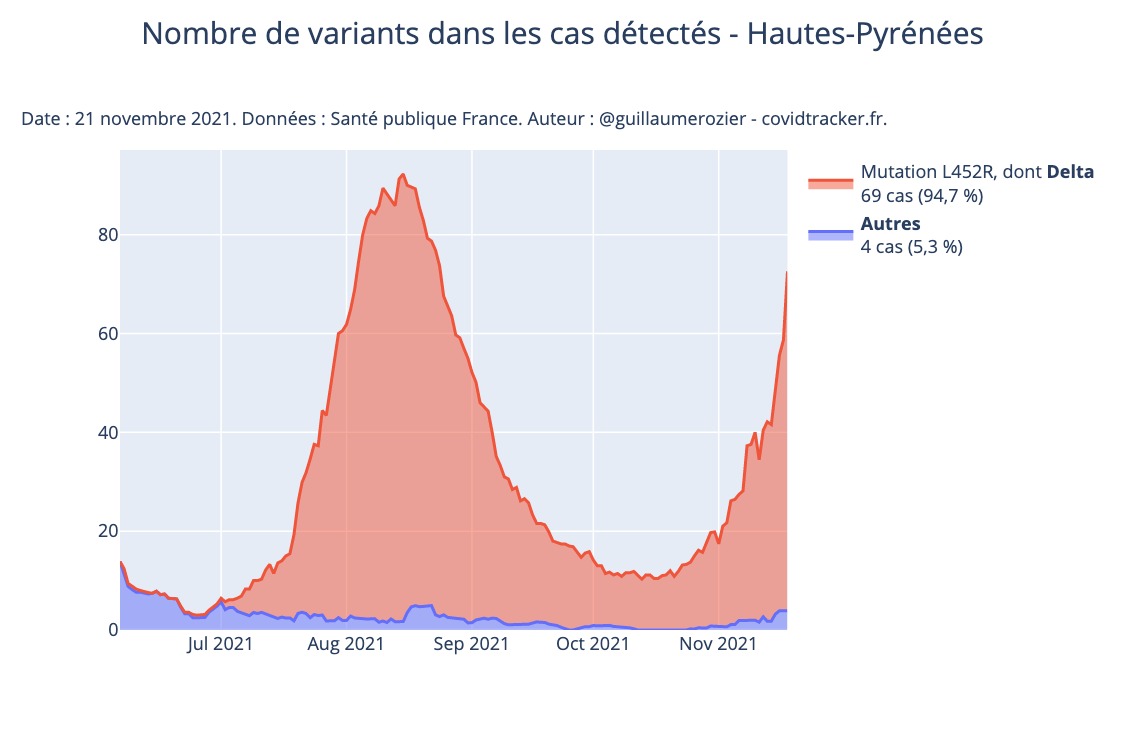 Nombre de variants dans les cas détectés - Hautes-Pyrénées
Date : 21 novembre 2021. Données : Santé publique France. Auteur : @guillaumerozier - covidtracker.fr.
Mutation L452R, dont Delta
69 cas (94,7 %)
Autres
4 cas (5,3 %)
80
60
40
20
0
Jul 2021
Aug 2021
Sep 2021
Oct 2021
Nov 2021